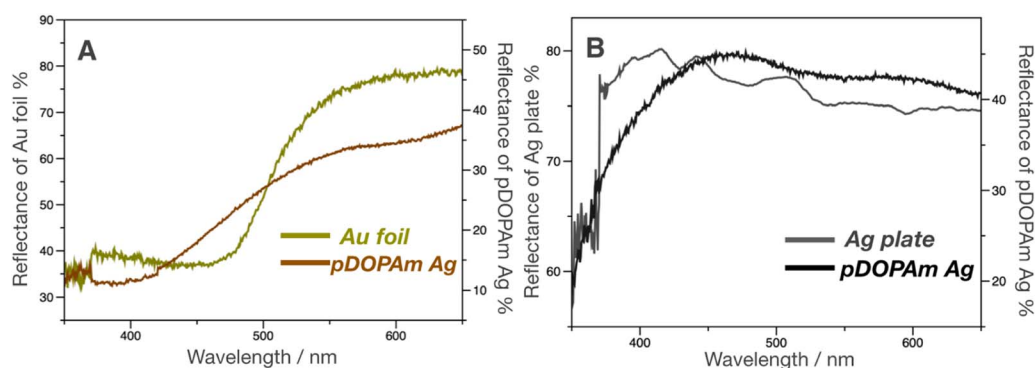 A
Reflectance of Au foil %
90
80
70
60
50
40
30
50
40
30
20
10
Reflectance of pDOPAm Ag %
Au foil
pDOPAm Ag
400
500
600
Wavelength / nm
B
Reflectance of Ag plate %
80
70
60
40
30
20
Reflectance of pDOPAm Ag %
Ag plate
pDOPAm Ag
400
500
600
Wavelength / nm